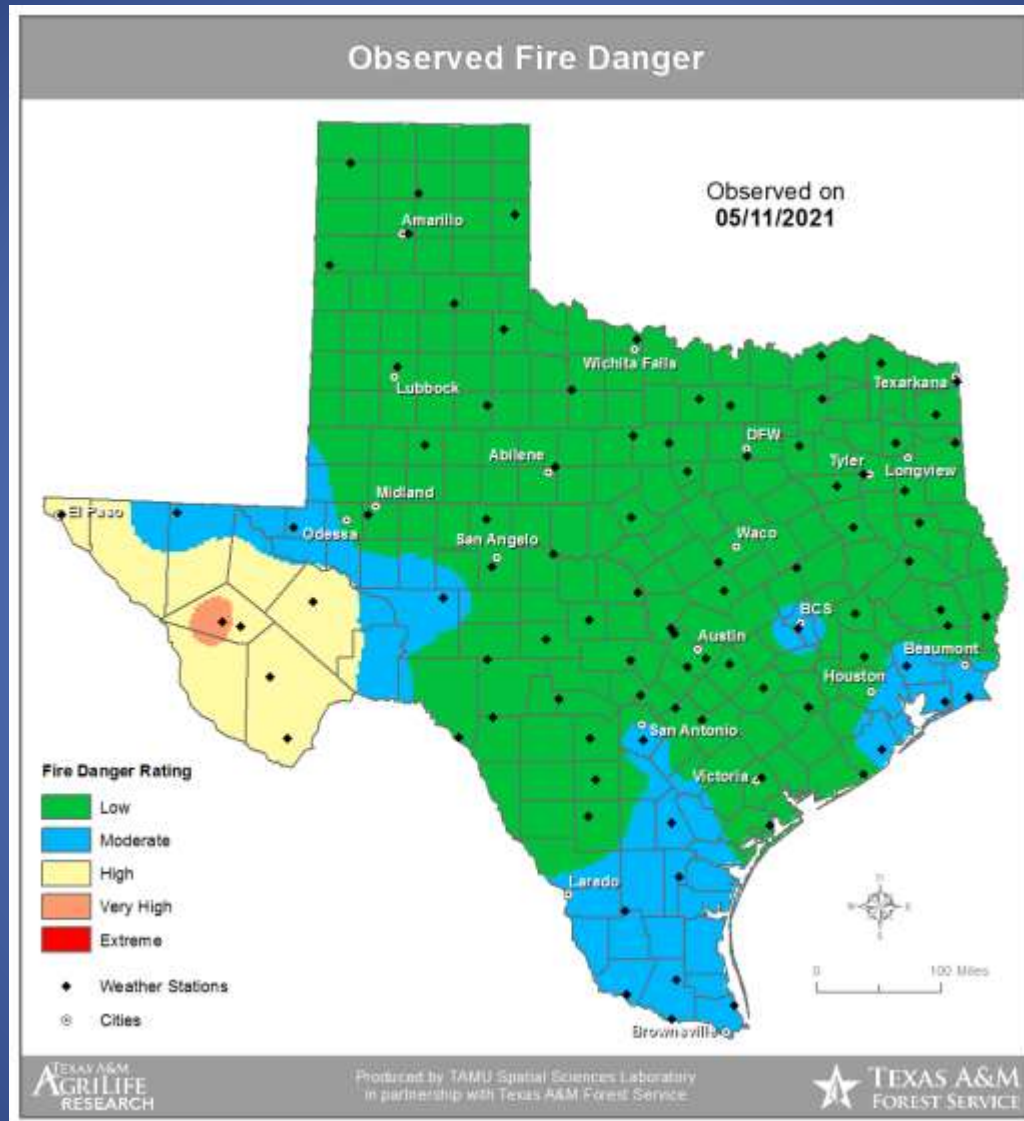 Observed Fire Danger
Observed on
05/11/2021
Amarillo
Wichita Falls
Lubbock
Texarkana
DFW
Abilene
Tyler
Longview
Midland
El Paso
Odessa
San Angelo
Waco
BCS
Austin
Beaumont
Houston
San Antonio
Victoria
Fire Danger Rating
Low
Moderate
High
Very High
Extreme
Weather Stations
Cities
Laredo
Brownsville
N
W E
S
0 100 Miles
TEXAS A&M
AGRILIFE
RESEARCH
Produced by TAMU Spatial Sciences Laboratory
in partnership with Texas A&M Forest Service
TEXAS A&M
FOREST SERVICE